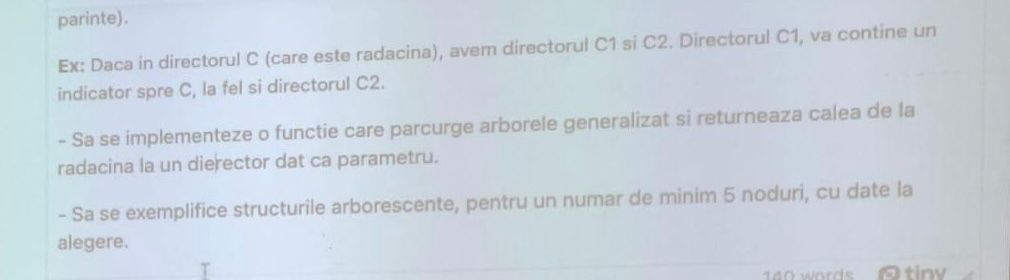 parinte).
Ex: Daca in directorul C (care este radacina), avem directorul C1 si C2. Directorul C1, va contine un
indicator spre C, la fel si directorul C2.
- Sa se implementeze o functie care parcurge arborele generalizat si returneaza calea de la
radacina la un dierector dat ca parametru.
- Sa se exemplifice structurile arborescente, pentru un numar de minim 5 noduri, cu date la
alegere.
140 words tiny